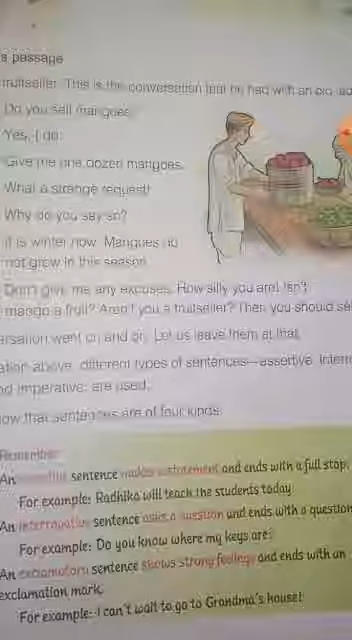 s passage
fruitseller. This is the conversation that he had with an old lad
Do you sell mangoes?
Yes, I do.
Give me one dozen mangoes.
What a strange request!
Why do you say so?
It is winter now. Mangoes do
not grow in this season.
Don't give me any excuses. How silly you are! Isn't
mango a fruit? Aren't you a fruitseller? Then you should sel
ersation went on and on. Let us leave them at that.
ation above, different types of sentences—assertive, interr
nd imperative, are used.
ow that sentences are of four kinds.
Remember
An assertive sentence makes a statement and ends with a full stop.
For example: Radhika will teach the students today.
An interrogative sentence asks a question and ends with a question
For example: Do you know where my keys are?
An exclamatory sentence shows strong feelings and ends with an
exclamation mark.
For example: I can't wait to go to Grandma's house!